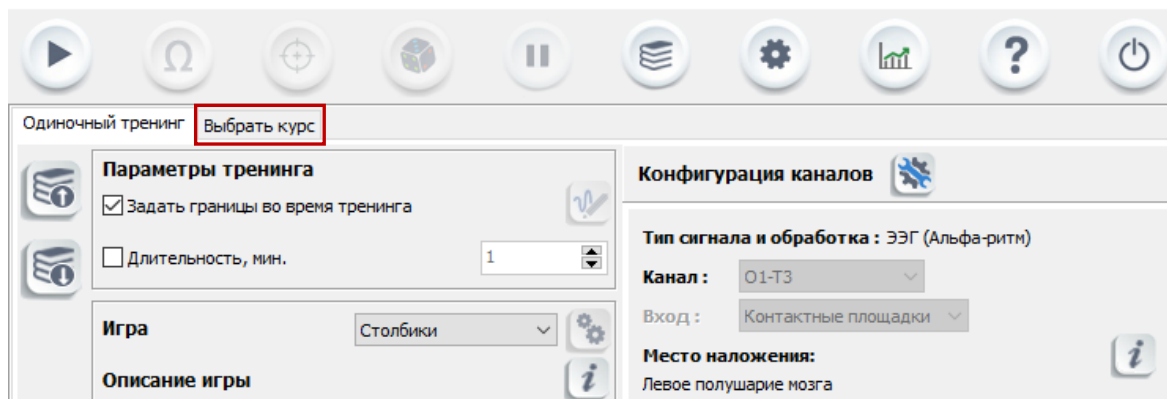 Одиночный тренинг
Выбрать курс
Параметры тренинга
Задать границы во время тренинга
Длительность, мин.
1
Игра
Столбики
Описание игры
Конфигурация каналов
Тип сигнала и обработка : ЭЭГ (Альфа-ритм)
Канал :
O1-T3
Вход :
Контактные площадки
Место наложения:
Левое полушарие мозга